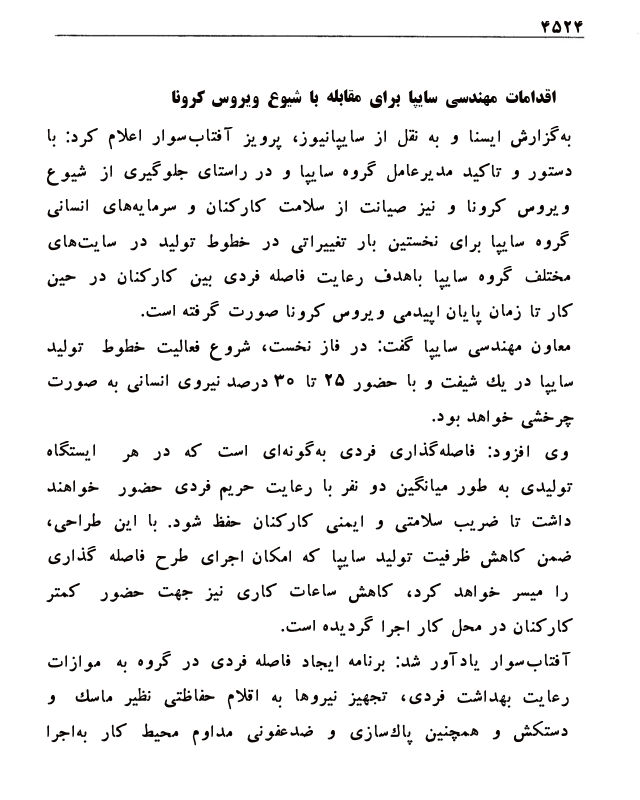 ۴۵۲۴
اقدامات مهندسی سایپا برای مقابله با شیوع ویروس کرونا
به‌گزارش ایسنا و به نقل از سایپانیوز، پرویز آفتاب‌سوار اعلام کرد: با
دستور و تاکید مدیرعامل گروه سایپا و در راستای جلوگیری از شیوع
ویروس کرونا و نیز صیانت از سلامت کارکنان و سرمایه‌های انسانی
گروه سایپا برای نخستین بار تغییراتی در خطوط تولید در سایت‌های
مختلف گروه سایپا باهدف رعایت فاصله فردی بین کارکنان در حین
کار تا زمان پایان اپیدمی ویروس کرونا صورت گرفته است.
معاون مهندسی سایپا گفت: در فاز نخست، شروع فعالیت خطوط تولید
سایپا در یك شیفت و با حضور ۲۵ تا ۳۰ درصد نیروی انسانی به صورت
چرخشی خواهد بود.
وی افزود: فاصله‌گذاری فردی به‌گونه‌ای است که در هر ایستگاه
تولیدی به طور میانگین دو نفر با رعایت حریم فردی حضور خواهند
داشت تا ضریب سلامتی و ایمنی کارکنان حفظ شود. با این طراحی،
ضمن کاهش ظرفیت تولید سایپا که امکان اجرای طرح فاصله گذاری
را میسر خواهد کرد، کاهش ساعات کاری نیز جهت حضور کمتر
کارکنان در محل کار اجرا گردیده است.
آفتاب‌سوار یادآور شد: برنامه ایجاد فاصله فردی در گروه به موازات
رعایت بهداشت فردی، تجهیز نیروها به اقلام حفاظتی نظیر ماسك و
دستکش و همچنین پاك‌سازی و ضدعفونی مداوم محیط کار به‌اجرا